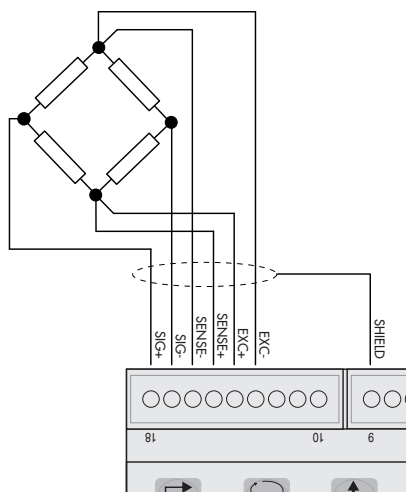 SIG+
SIG-
SENSE-
SENSE+
EXC+
EXC-
SHIELD
18
10
9